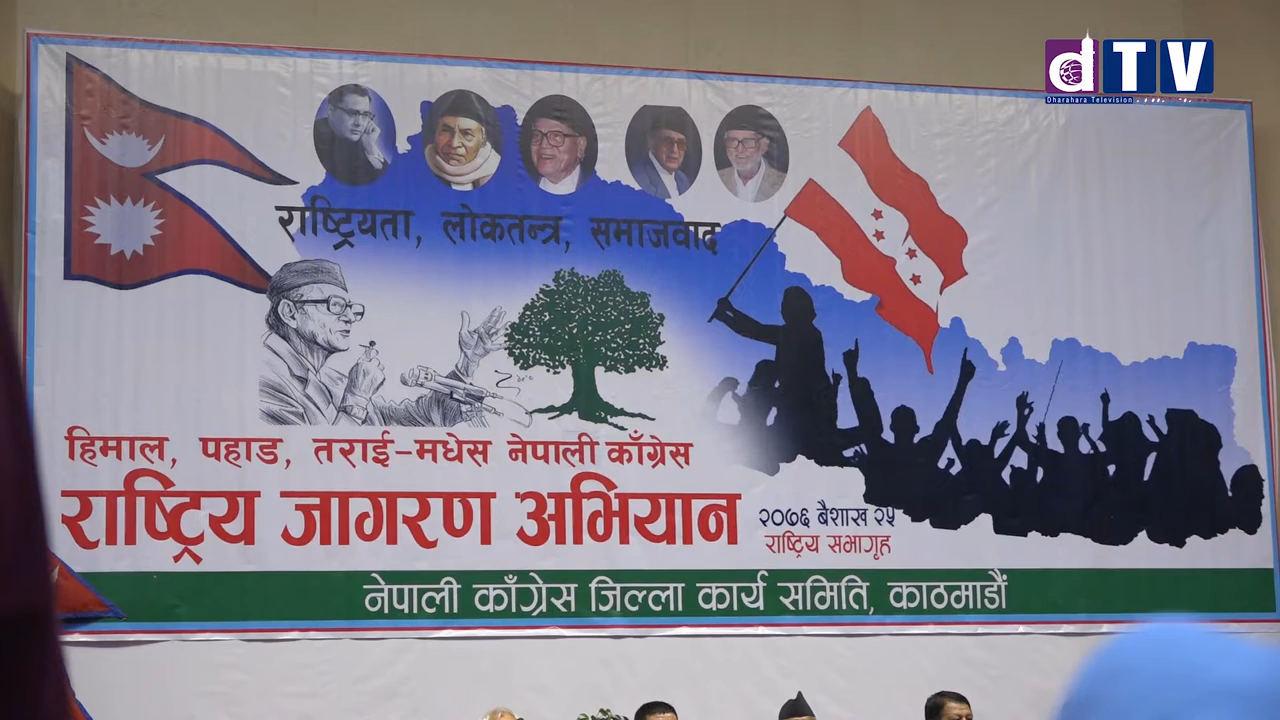 dTV
Dharahara Television
राष्ट्रियता, लोकतन्त्र, समाजवाद
हिमाल, पहाड, तराई-मधेस नेपाली काँग्रेस
राष्ट्रिय जागरण अभियान
२०७६ बैशाख २५
राष्ट्रिय सभागृह
नेपाली काँग्रेस जिल्ला कार्य समिति, काठमाडौं